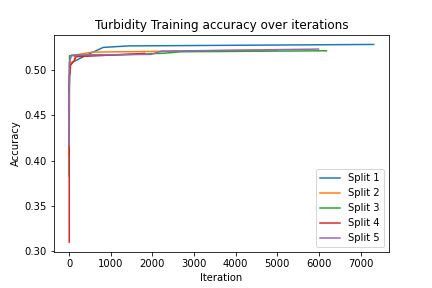 Turbidity Training accuracy over iterations
Accuracy
0.50
0.45
0.40
0.35
0.30
0 1000 2000 3000 4000 5000 6000 7000
Iteration
Split 1
Split 2
Split 3
Split 4
Split 5